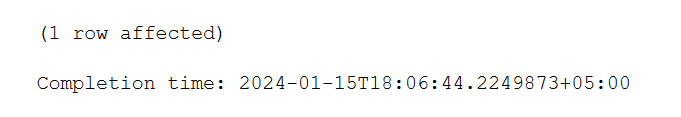 (1 row affected)
Completion time: 2024-01-15T18:06:44.2249873+05:00